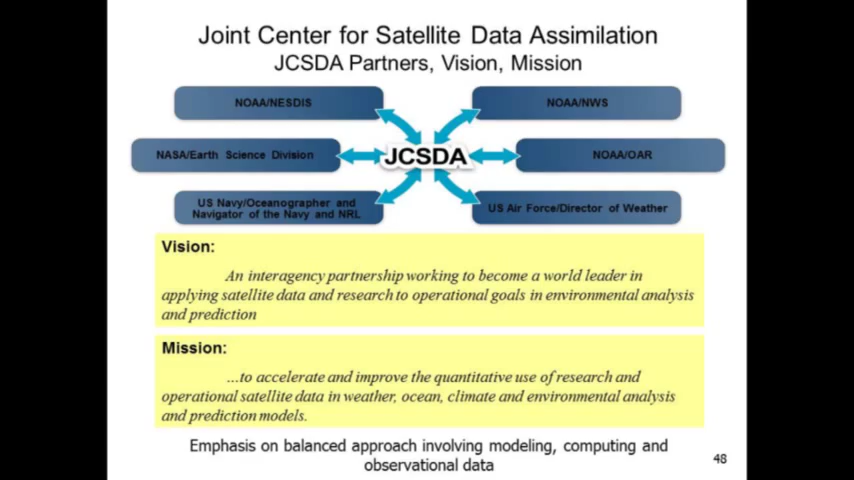 Joint Center for Satellite Data Assimilation
JCSDA Partners, Vision, Mission
NOAA/NESDIS
NOAA/NWS
NASA/Earth Science Division
JCSDA
NOAA/OAR
US Navy/Oceanographer and
Navigator of the Navy and NRL
US Air Force/Director of Weather
Vision:
An interagency partnership working to become a world leader in
applying satellite data and research to operational goals in environmental analysis
and prediction
Mission:
…to accelerate and improve the quantitative use of research and
operational satellite data in weather, ocean, climate and environmental analysis
and prediction models.
Emphasis on balanced approach involving modeling, computing and
observational data
48